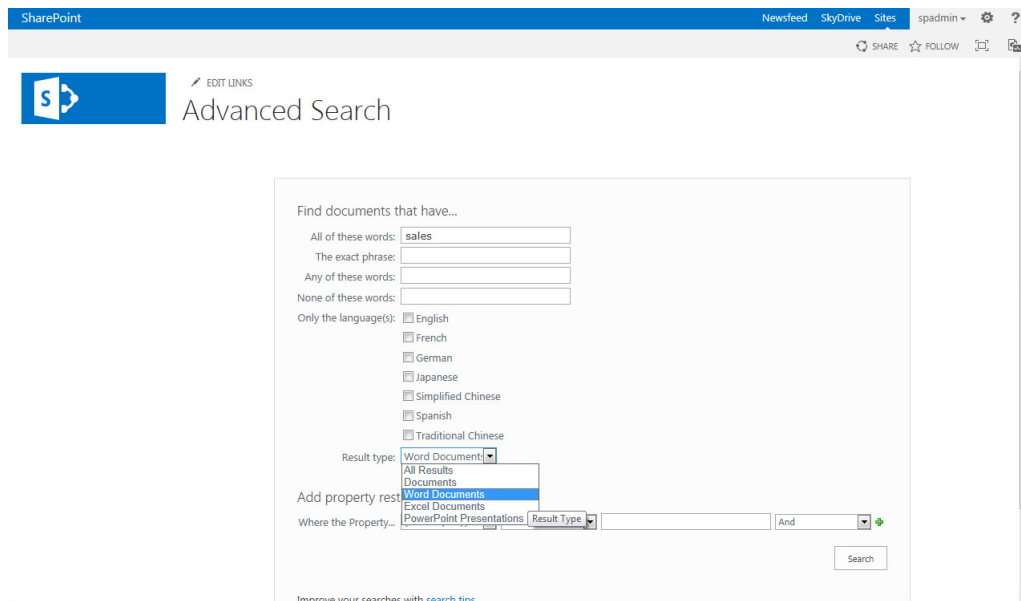 SharePoint Newsfeed SkyDrive Sites spadmin ?
SHARE FOLLOW
S EDIT LINKS
Advanced Search
Find documents that have...
All of these words: sales
The exact phrase:
Any of these words:
None of these words:
Only the language(s): English
French
German
Japanese
Simplified Chinese
Spanish
Traditional Chinese
Result type: Word Document
All Results
Documents
Add property rest Word Documents
Excel Documents
Where the Property... PowerPoint Presentations Result Type And
Search
Improve your searches with search tips